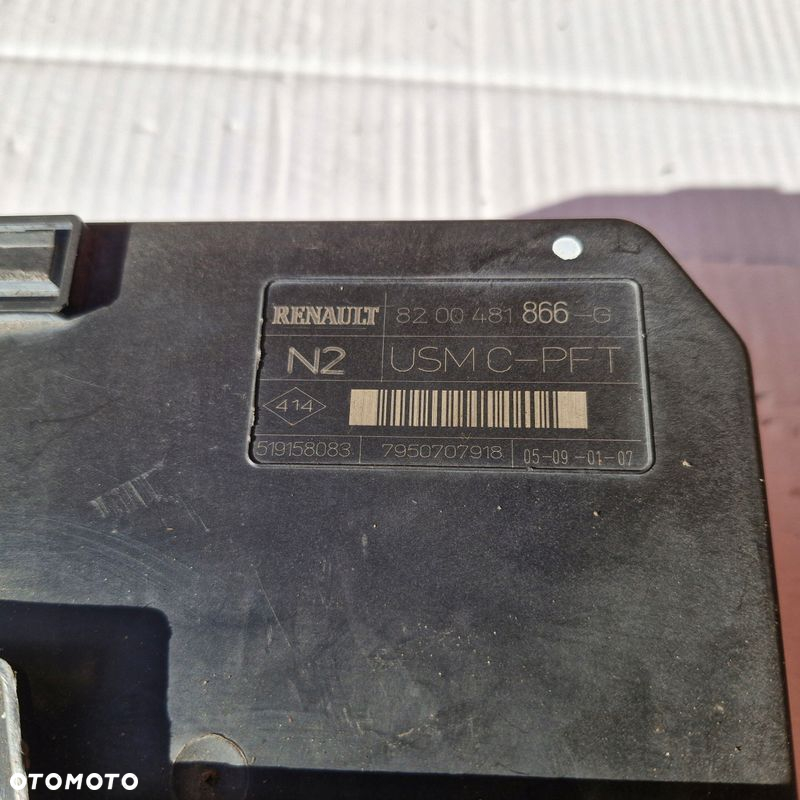 RENAULT 82 00 481 866-G
N2 USM C-PFT
414
519158083 7950707918 05-09-01-07
OTOMOTO